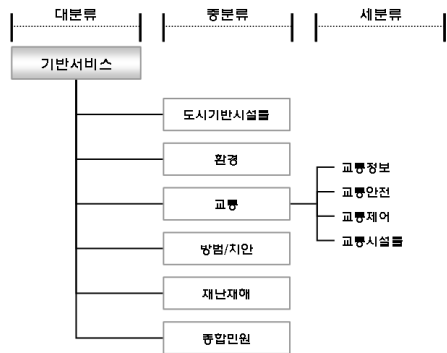 대분류
중분류
세분류
기반서비스
도시기반시설물
환경
교통
교통정보
교통안전
교통제어
교통시설물
방범/치안
재난재해
종합민원